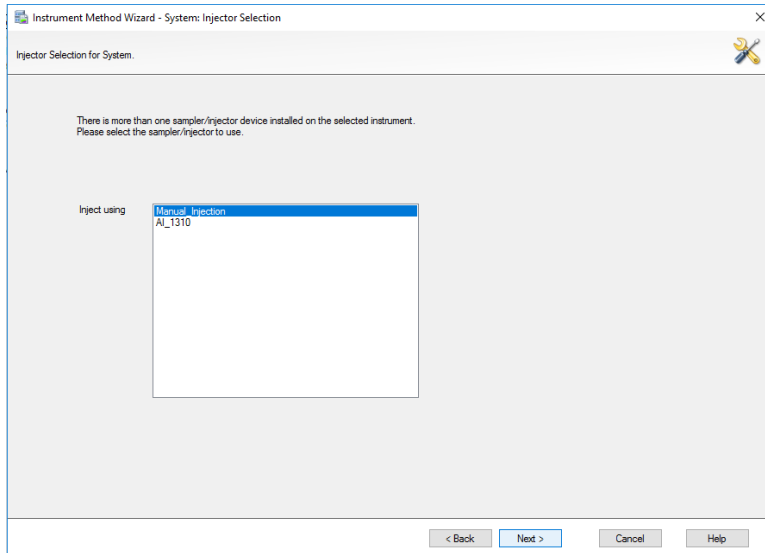 Instrument Method Wizard - System: Injector Selection
Injector Selection for System.
There is more than one sampler/injector device installed on the selected instrument.
Please select the sampler/injector to use.
Inject using
Manual_Injection
AI_1310
< Back
Next >
Cancel
Help